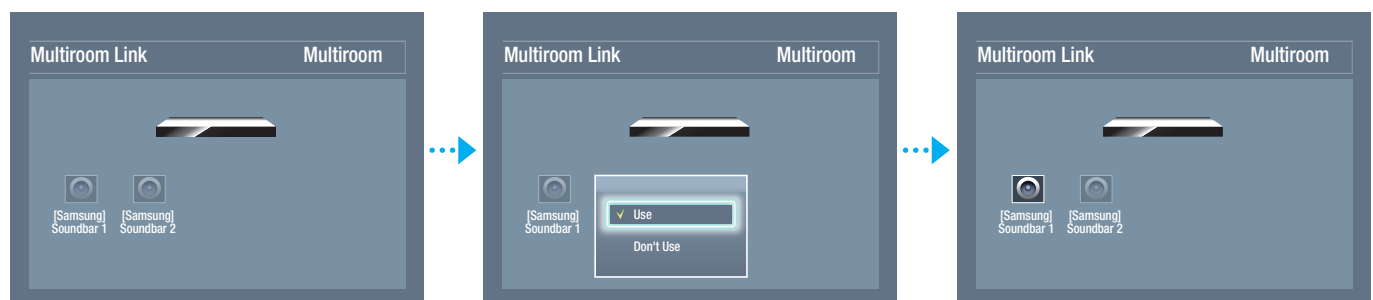 Multiroom Link Multiroom
[Samsung] [Samsung]
Soundbar 1 Soundbar 2
Multiroom Link Multiroom
[Samsung]
Soundbar 1
Use
Don't Use
Multiroom Link Multiroom
[Samsung] [Samsung]
Soundbar 1 Soundbar 2